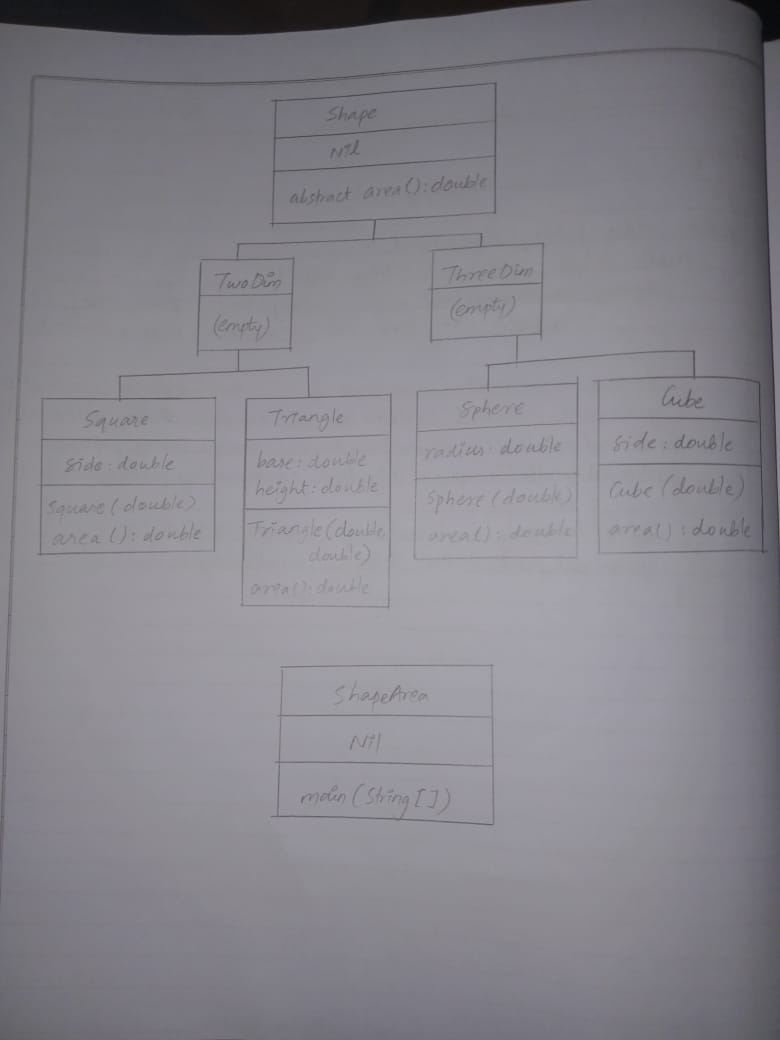 Shape
Nil
abstract area():double
TwoDim
(empty)
ThreeDim
(empty)
Square
side:double
Square(double)
area():double
Triangle
base:double
height:double
Triangle(double,
double)
area():double
Sphere
radius:double
Sphere(double)
area():double
Cube
side:double
Cube(double)
area():double
ShapeArea
Nil
main(String[])